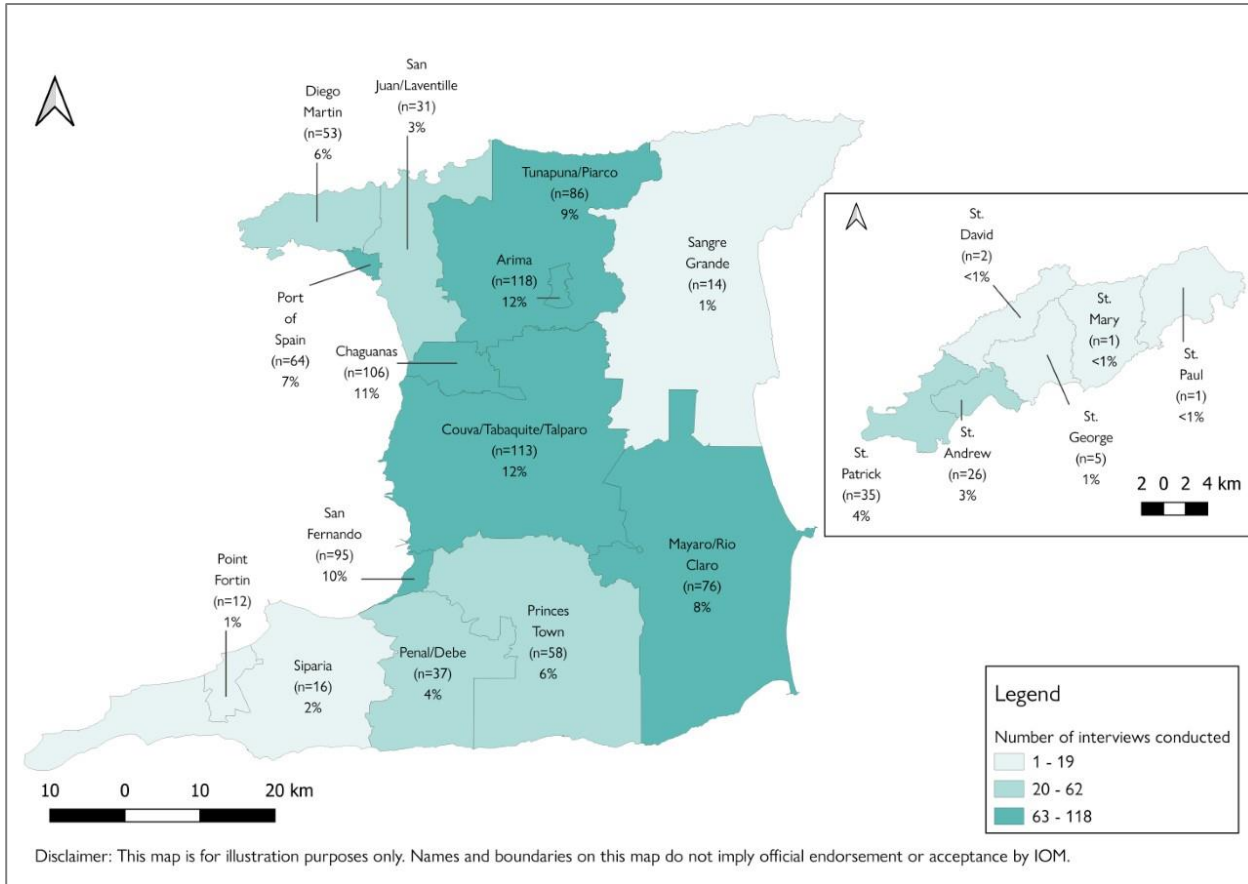 San
Juan/Laventille
(n=31)
3%
Diego
Martin
(n=53)
6%
Tunapuna/Piarco
(n=86)
9%
Sangre
Grande
(n=14)
1%
Arima
(n=118)
12%
Port
of
Spain
(n=64)
7%
Chaguanas
(n=106)
11%
Couva/Tabaquite/Talparo
(n=113)
12%
San
Fernando
(n=95)
10%
Mayaro/Rio
Claro
(n=76)
8%
Point
Fortin
(n=12)
1%
Siparia
(n=16)
2%
Penal/Debe
(n=37)
4%
Princes
Town
(n=58)
6%
St.
David
(n=2)
<1%
St.
Mary
(n=1)
<1%
St.
Paul
(n=1)
<1%
St.
George
(n=5)
1%
St.
Andrew
(n=26)
3%
St.
Patrick
(n=35)
4%
2 0 2 4 km
Legend
Number of interviews conducted
1 - 19
20 - 62
63 - 118
10 0 10 20 km
Disclaimer: This map is for illustration purposes only. Names and boundaries on this map do not imply official endorsement or acceptance by IOM.